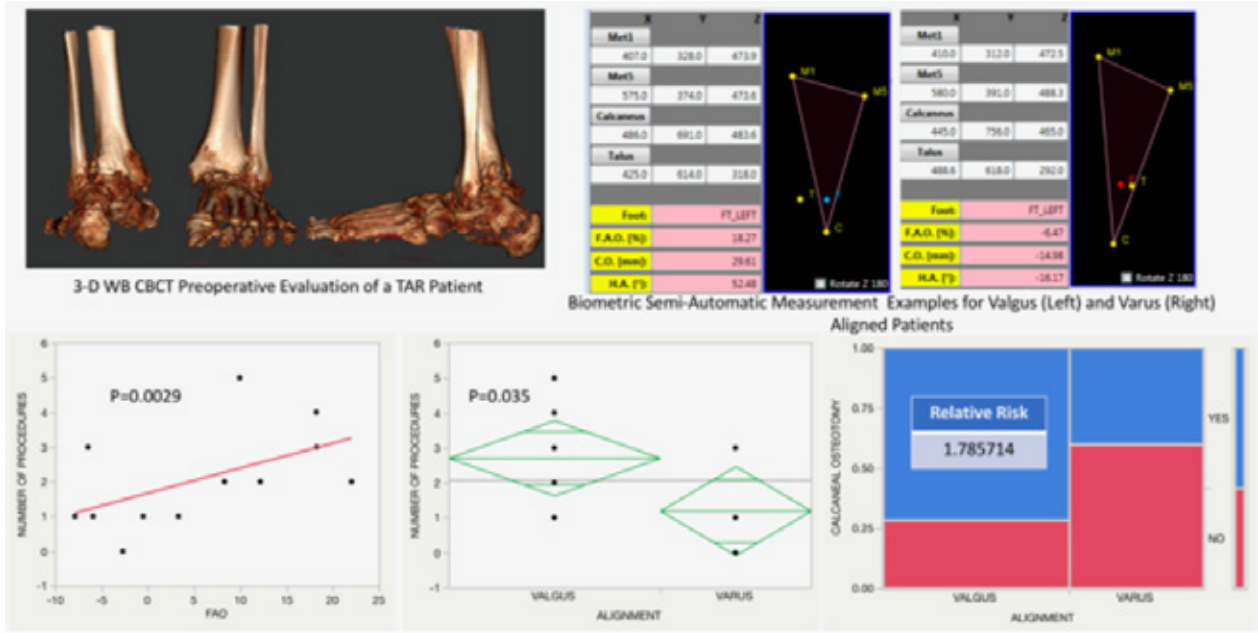 3-D WB CBCT Preoperative Evaluation of a TAR Patient
X Y Z
Met1
407.0 328.0 473.9
Met5
575.0 374.0 473.6
Calcaneus
486.0 691.0 483.6
Talus
425.0 614.0 318.0
Foot: FT_LEFT
F.A.O. [%]: 18.27
C.O. [mm]: 29.61
H.A. [°]: 52.48
M1
M5
T
C
Rotate Z 180
X Y Z
Met1
410.0 312.0 472.5
Met5
580.0 391.0 488.3
Calcaneus
445.0 756.0 465.0
Talus
488.6 618.0 292.0
Foot: FT_LEFT
F.A.O. [%]: -6.47
C.O. [mm]: -14.98
H.A. [°]: -16.17
M1
M5
T
C
Rotate Z 180
Biometric Semi-Automatic Measurement Examples for Valgus (Left) and Varus (Right)
Aligned Patients
NUMBER OF PROCEDURES
6
5
4
3
2
1
0
-1
P=0.0029
-10 -5 0 5 10 15 20 25
FAO
NUMBER OF PROCEDURES
6
5
4
3
2
1
0
-1
P=0.035
VALGUS VARUS
ALIGNMENT
CALCANEAL OSTEOTOMY
1.00
0.75
0.50
0.25
0.00
Relative Risk
1.785714
YES
NO
VALGUS VARUS
ALIGNMENT